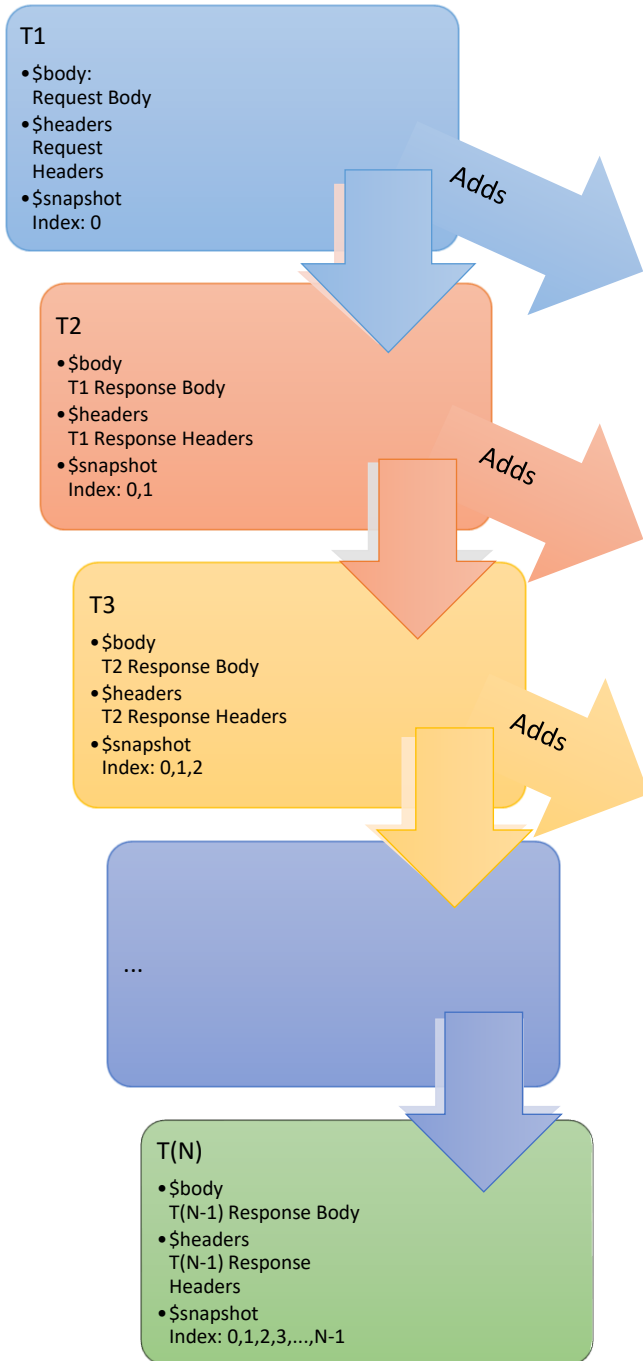 T1
•$body:
Request Body
•$headers
Request
Headers
•$snapshot
Index: 0
Adds
T2
•$body
T1 Response Body
•$headers
T1 Response Headers
•$snapshot
Index: 0,1
Adds
T3
•$body
T2 Response Body
•$headers
T2 Response Headers
•$snapshot
Index: 0,1,2
Adds
...
T(N)
•$body
T(N-1) Response Body
•$headers
T(N-1) Response
Headers
•$snapshot
Index: 0,1,2,3,...,N-1